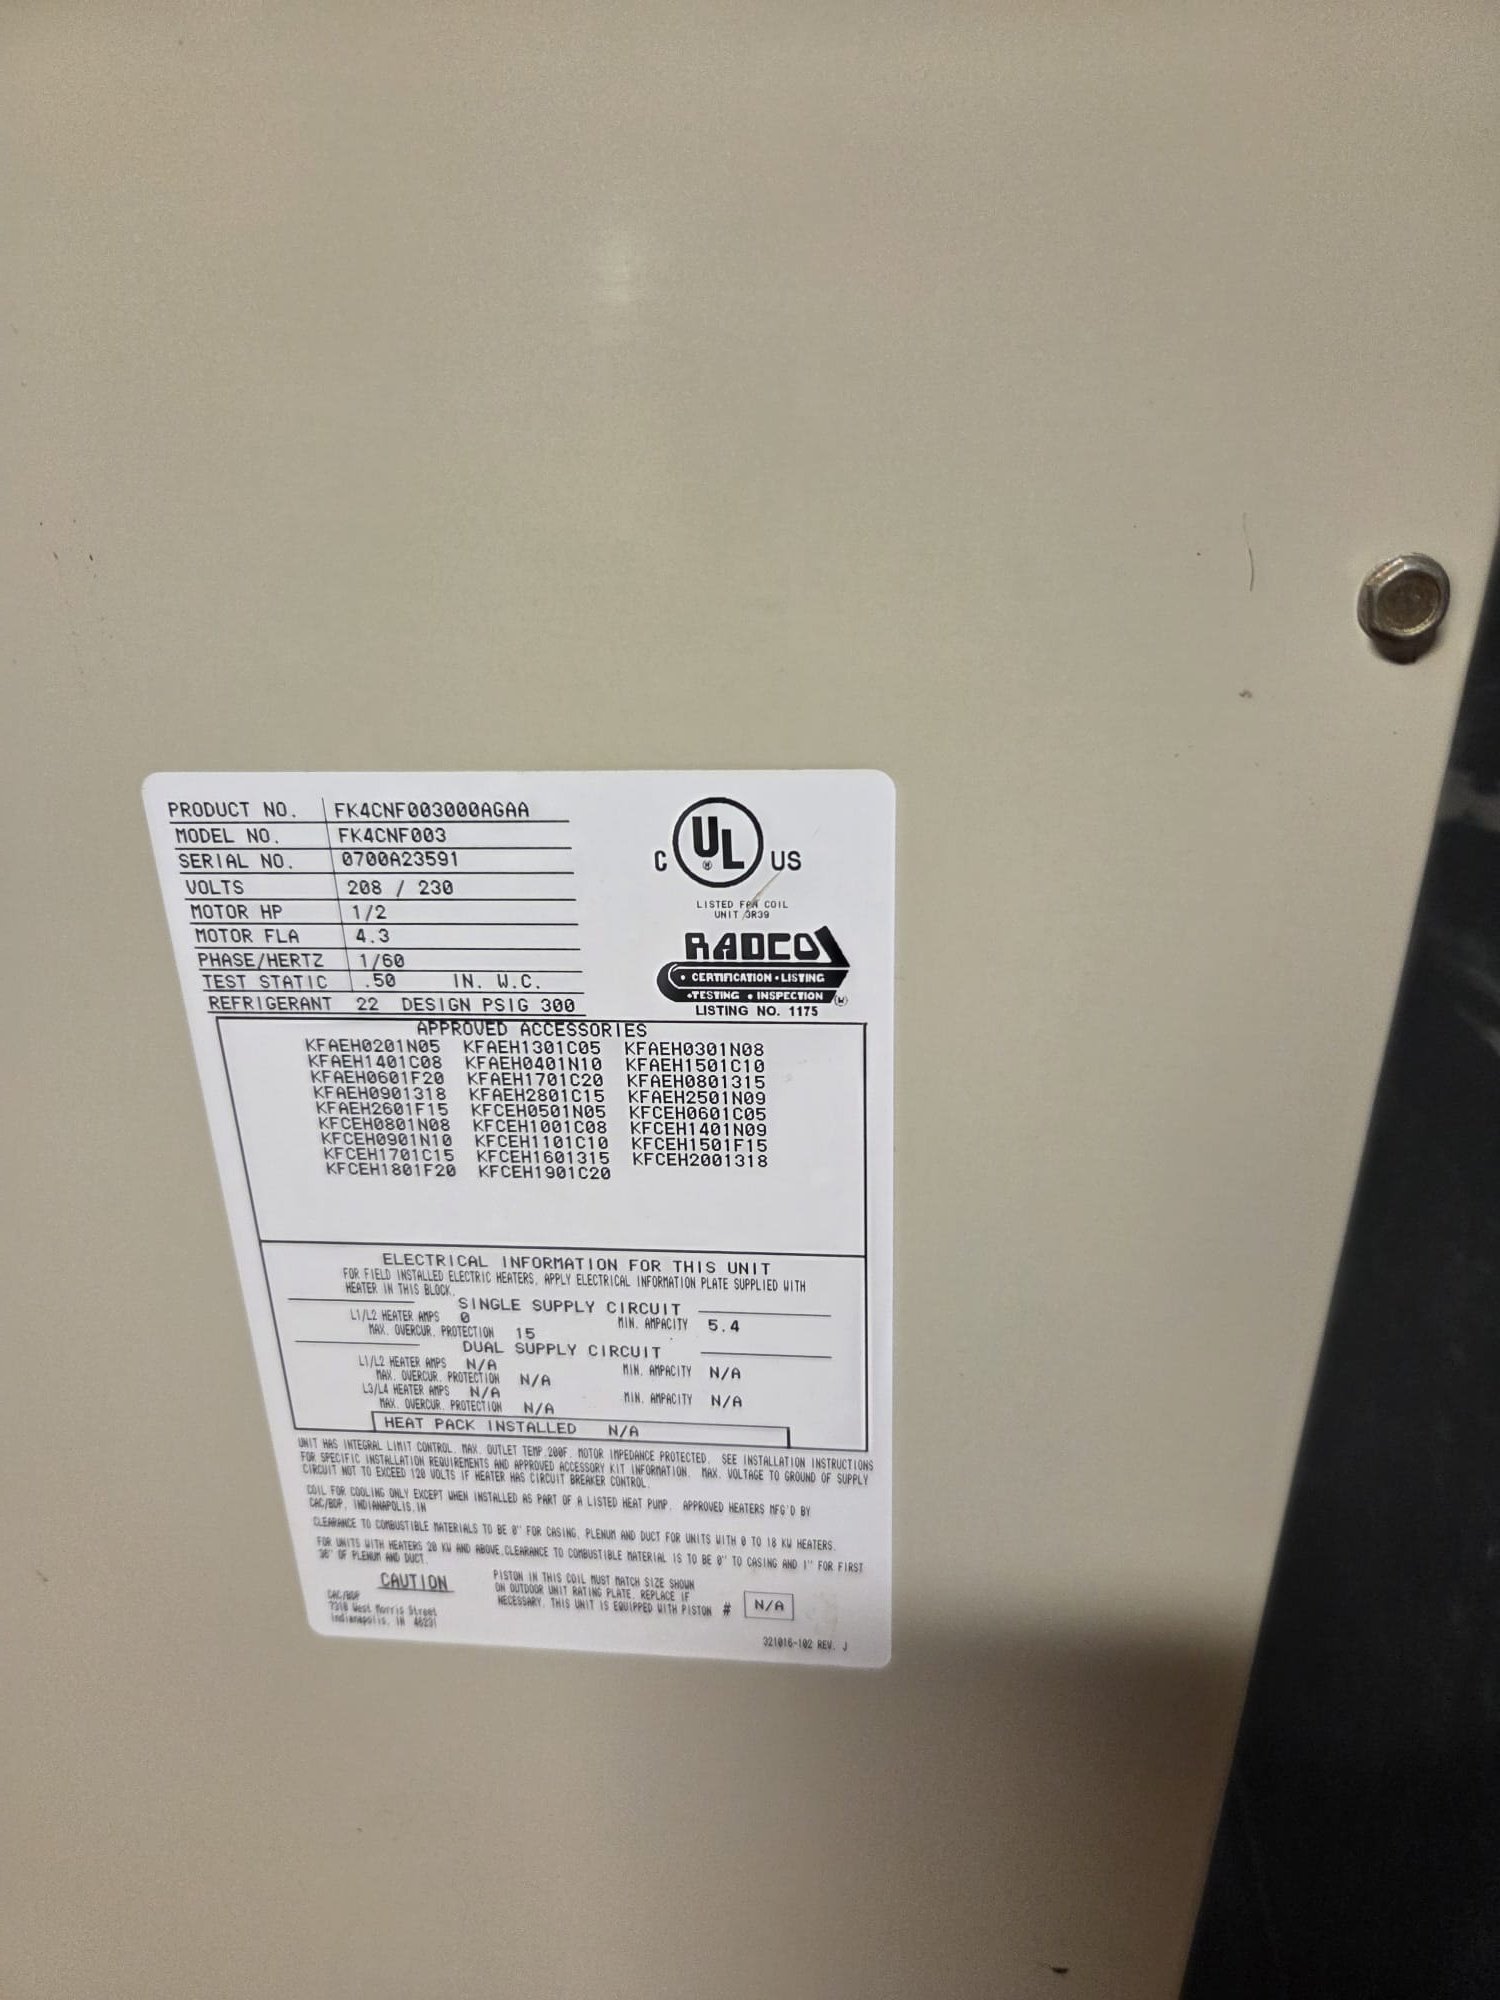 PRODUCT NO. FK4CNF003000AGAA
MODEL NO. FK4CNF003
SERIAL NO. 0700A23591
VOLTS 208 / 230
MOTOR HP 1/2
MOTOR FLA 4.3
PHASE/HERTZ 1/60
TEST STATIC .50 IN. W.C.
REFRIGERANT 22 DESIGN PSIG 300
C UL US
LISTED FAN COIL
UNIT 3R39
RADCO
• CERTIFICATION • LISTING
• TESTING • INSPECTION
LISTING NO. 1175
APPROVED ACCESSORIES
KFAEH0201N05 KFAEH1301C05 KFAEH0301N08
KFAEH1401C08 KFAEH0401N10 KFAEH1501C10
KFAEH0601F20 KFAEH1701C20 KFAEH0801315
KFAEH0901318 KFAEH2801C15 KFAEH2501N09
KFAEH2601F15 KFCEH0501N05 KFCEH0601C05
KFCEH0801N08 KFCEH1001C08 KFCEH1401N09
KFCEH0901N10 KFCEH1101C10 KFCEH1501F15
KFCEH1701C15 KFCEH1601315 KFCEH2001318
KFCEH1801F20 KFCEH1901C20
ELECTRICAL INFORMATION FOR THIS UNIT
FOR FIELD INSTALLED ELECTRIC HEATERS, APPLY ELECTRICAL INFORMATION PLATE SUPPLIED WITH
HEATER IN THIS BLOCK.
SINGLE SUPPLY CIRCUIT
L1/L2 HEATER AMPS 0 MIN. AMPACITY 5.4
MAX. OVERCUR. PROTECTION 15
DUAL SUPPLY CIRCUIT
L1/L2 HEATER AMPS N/A MIN. AMPACITY N/A
MAX. OVERCUR. PROTECTION N/A
L3/L4 HEATER AMPS N/A MIN. AMPACITY N/A
MAX. OVERCUR. PROTECTION N/A
HEAT PACK INSTALLED N/A
UNIT HAS INTEGRAL LIMIT CONTROL. MAX. OUTLET TEMP 200F. MOTOR IMPEDANCE PROTECTED. SEE INSTALLATION INSTRUCTIONS
FOR SPECIFIC INSTALLATION REQUIREMENTS AND APPROVED ACCESSORY KIT INFORMATION. MAX. VOLTAGE TO GROUND OF SUPPLY
CIRCUIT NOT TO EXCEED 120 VOLTS IF HEATER HAS CIRCUIT BREAKER CONTROL.
COIL FOR COOLING ONLY EXCEPT WHEN INSTALLED AS PART OF A LISTED HEAT PUMP. APPROVED HEATERS MFG'D BY
CAC/BDP, INDIANAPOLIS, IN
CLEARANCE TO COMBUSTIBLE MATERIALS TO BE 0" FOR CASING, PLENUM AND DUCT FOR UNITS WITH 0 TO 18 KW HEATERS.
FOR UNITS WITH HEATERS 20 KW AND ABOVE, CLEARANCE TO COMBUSTIBLE MATERIAL IS TO BE 0" TO CASING AND 1" FOR FIRST
36" OF PLENUM AND DUCT.
CAUTION
PISTON IN THIS COIL MUST MATCH SIZE SHOWN
ON OUTDOOR UNIT RATING PLATE. REPLACE IF
NECESSARY. THIS UNIT IS EQUIPPED WITH PISTON # N/A
CAC/BDP
7310 West Morris Street
Indianapolis, IN 46231
321016-102 REV. J